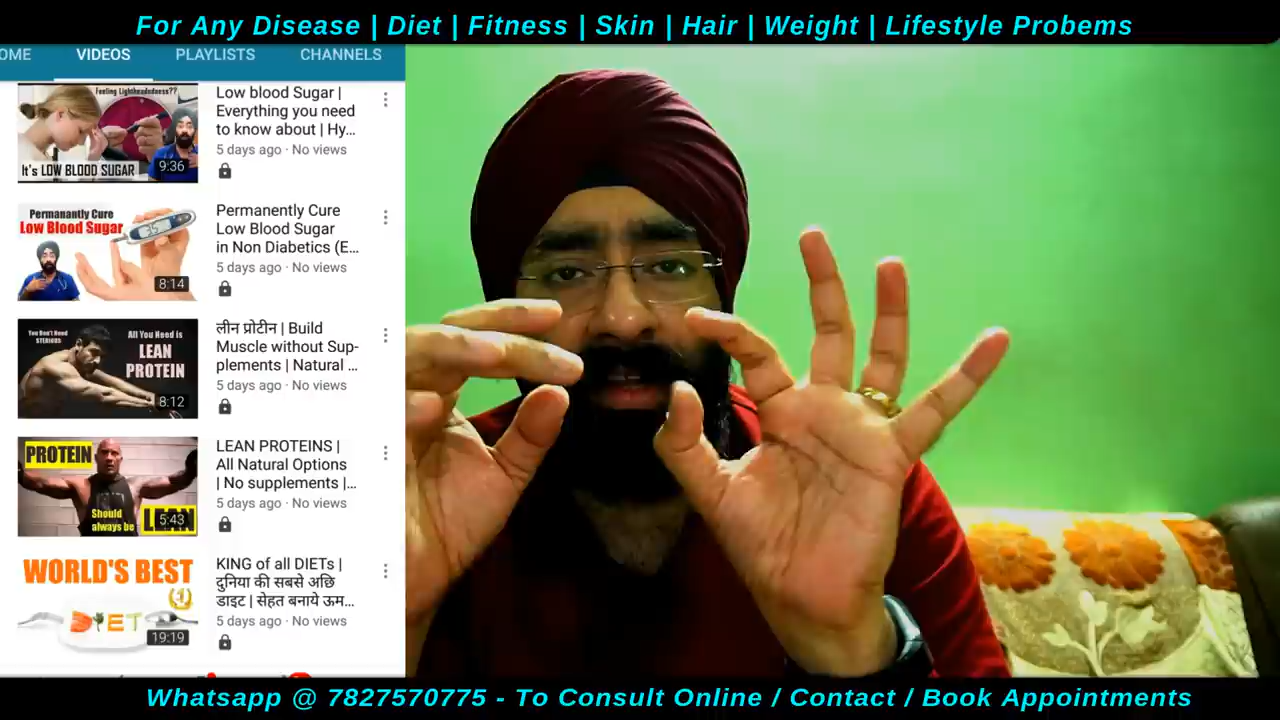 For Any Disease | Diet | Fitness | Skin | Hair | Weight | Lifestyle Probems
OME VIDEOS PLAYLISTS CHANNELS
Feeling Lightheadedness??
It's LOW BLOOD SUGAR
9:36
Low blood Sugar |
Everything you need
to know about | Hy...
5 days ago · No views
Permanantly Cure
Low Blood Sugar
35
8:14
Permanently Cure
Low Blood Sugar
in Non Diabetics (E...
5 days ago · No views
You Don't Need
STERIODS
All You Need is
LEAN
PROTEIN
8:12
लीन प्रोटीन | Build
Muscle without Sup-
plements | Natural ...
5 days ago · No views
PROTEIN
Should
always be
LEAN
5:43
LEAN PROTEINS |
All Natural Options
| No supplements |...
5 days ago · No views
WORLD'S BEST
1
DIET
19:19
KING of all DIETs |
दुनिया की सबसे अछि
डाइट | सेहत बनाये ऊम...
5 days ago · No views
Whatsapp @ 7827570775 - To Consult Online / Contact / Book Appointments